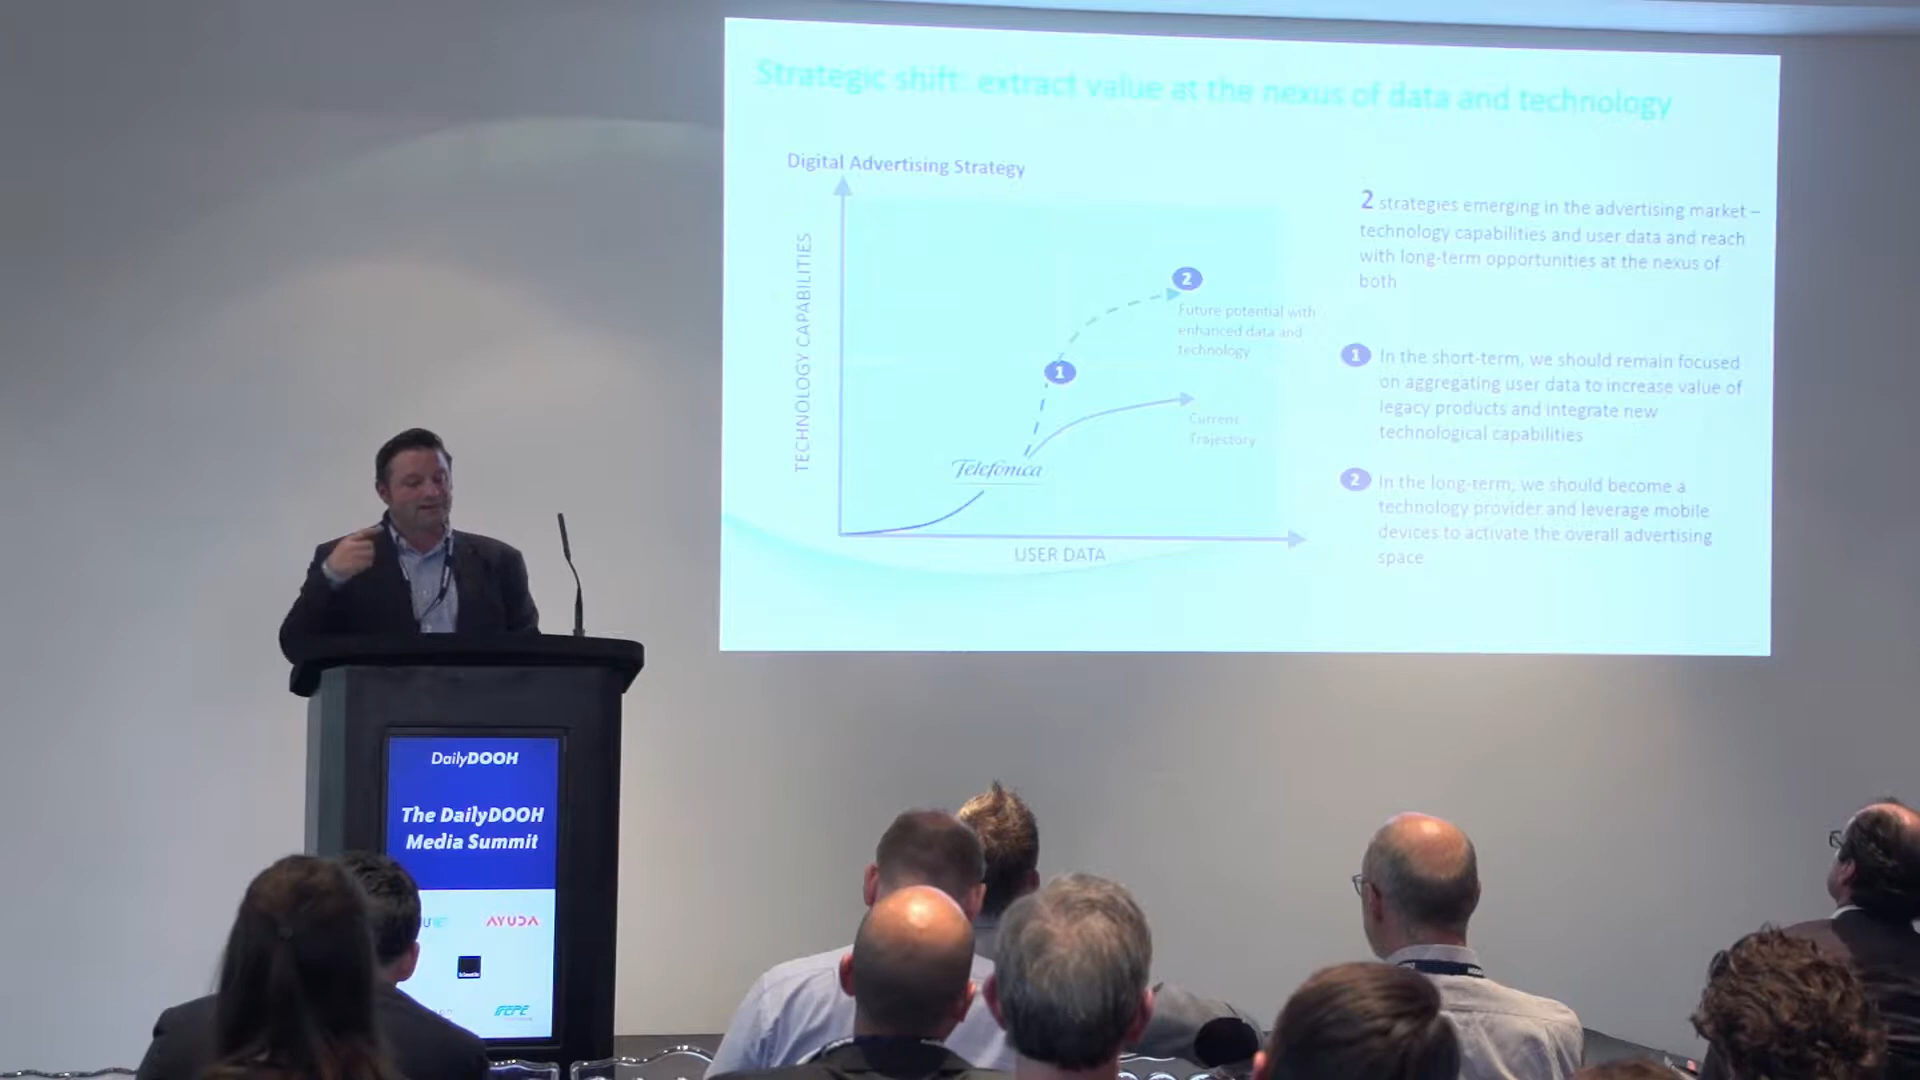 Strategic shift: extract value at the nexus of data and technology
Digital Advertising Strategy
TECHNOLOGY CAPABILITIES
2
Future potential with
enhanced data and
technology
1
Current
Trajectory
Telefónica
USER DATA
2 strategies emerging in the advertising market –
technology capabilities and user data and reach
with long-term opportunities at the nexus of
both
1 In the short-term, we should remain focused
on aggregating user data to increase value of
legacy products and integrate new
technological capabilities
2 In the long-term, we should become a
technology provider and leverage mobile
devices to activate the overall advertising
space
DailyDOOH
The DailyDOOH
Media Summit
AYUDA
FEPE